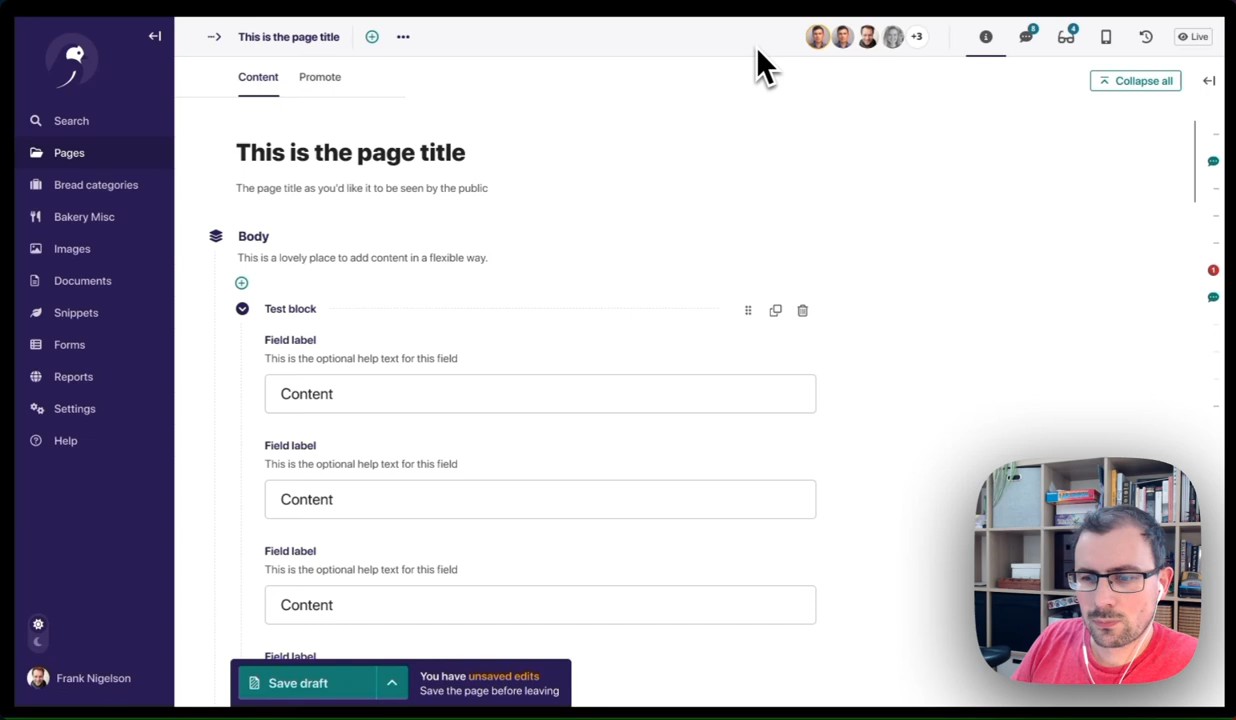 This is the page title
+3
8
4
Live
Content
Promote
Collapse all
Search
Pages
Bread categories
Bakery Misc
Images
Documents
Snippets
Forms
Reports
Settings
Help
Frank Nigelson
This is the page title
The page title as you'd like it to be seen by the public
Body
This is a lovely place to add content in a flexible way.
Test block
Field label
This is the optional help text for this field
Content
Field label
This is the optional help text for this field
Content
Field label
This is the optional help text for this field
Content
Field label
1
Save draft
You have unsaved edits
Save the page before leaving